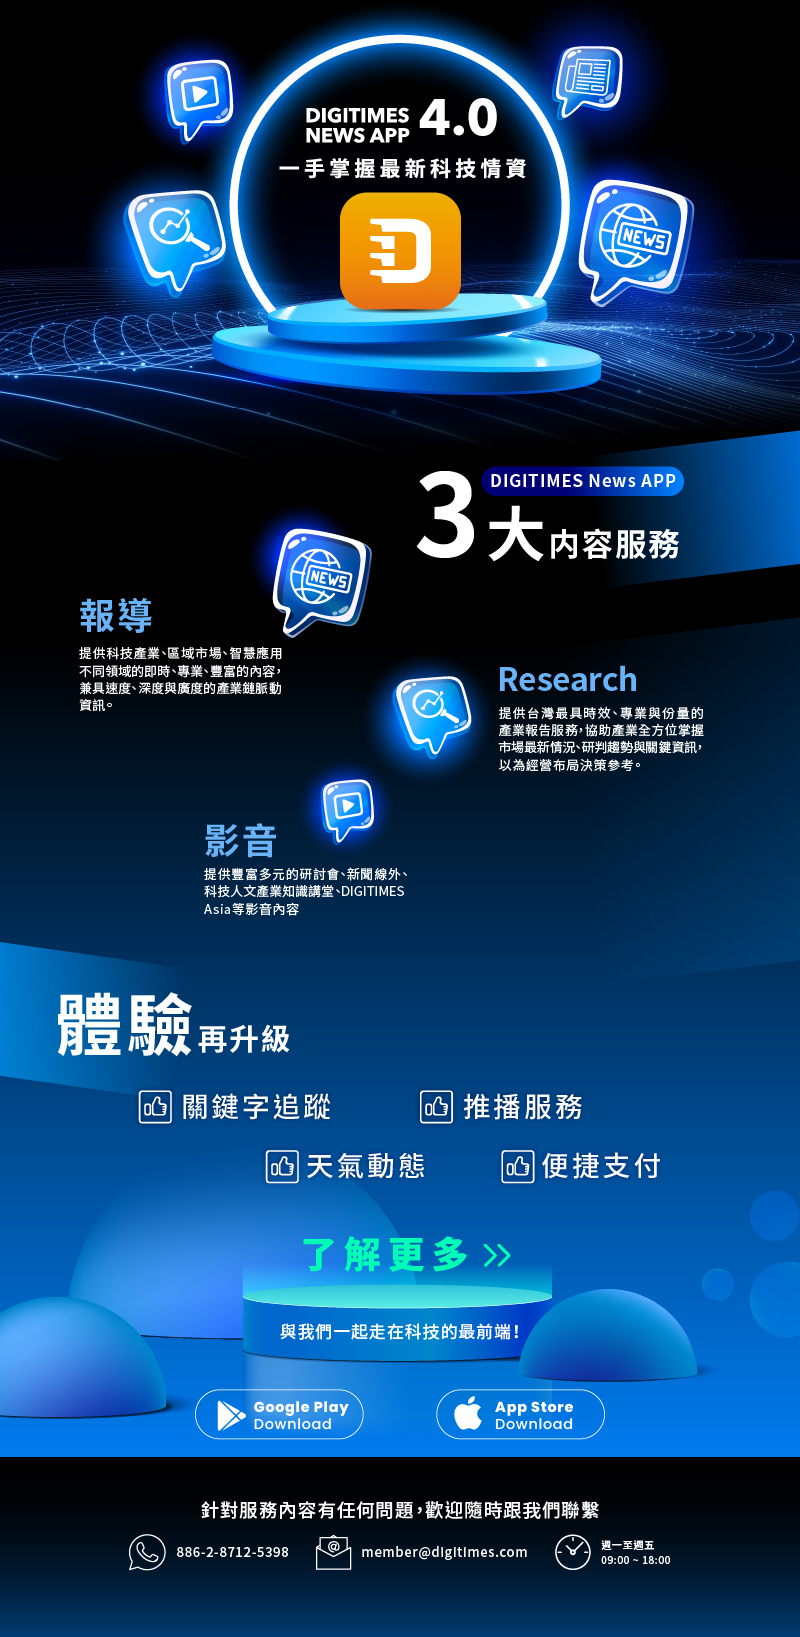 DIGITIMES
NEWS APP 4.0
一手掌握最新科技情資
NEWS
DIGITIMES News APP
3大内容服務
NEWS
報導
提供科技產業、區域市場、智慧應用
不同領域的即時、專業、豐富的內容，
兼具速度、深度與廣度的產業鏈脈動
資訊。
Research
提供台灣最具時效、專業與份量的
產業報告服務，協助產業全方位掌握
市場最新情況、研判趨勢與關鍵資訊，
以為經營布局決策參考。
影音
提供豐富多元的研討會、新聞線外、
科技人文產業知識講堂、DIGITIMES
Asia等影音內容
體驗再升級
關鍵字追蹤
推播服務
天氣動態
便捷支付
了解更多
與我們一起走在科技的最前端！
Google Play
Download
App Store
Download
針對服務內容有任何問題，歡迎隨時跟我們聯繫
886-2-8712-5398
@
member@digitimes.com
週一至週五
09:00 ~ 18:00